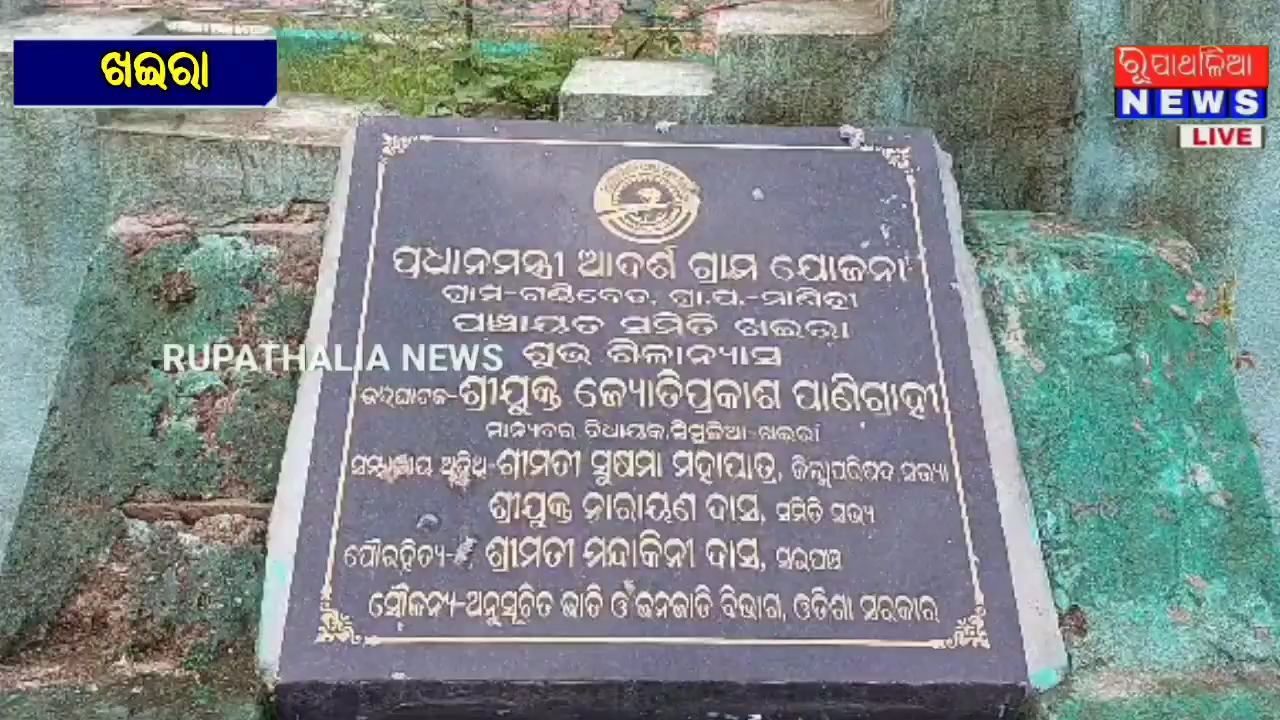 ଖଇରା
ରୂପାଥାଳିଆ
NEWS
LIVE
ପ୍ରଧାନମନ୍ତ୍ରୀ ଆଦର୍ଶ ଗ୍ରାମ ଯୋଜନା
ଗ୍ରାମ- ଗ୍ରା.ପ.-
ପଞ୍ଚାୟତ ସମିତି ଖଇରା
RUPATHALIA NEWS
ଶୁଭ ଶିଳାନ୍ୟାସ
ଉଦ୍‌ଘାଟକ-ଶ୍ରୀଯୁକ୍ତ ଜ୍ୟୋତିପ୍ରକାଶ ପାଣିଗ୍ରାହୀ
ମାନ୍ୟବର ବିଧାୟକ,ସିମୁଳିଆ-ଖଇରା
ସମ୍ମାନୀୟ ଅତିଥି-ଶ୍ରୀମତୀ ସୁଷମା ମହାପାତ୍ର, ଜିଲ୍ଲାପରିଷଦ ସଭ୍ୟା
ଶ୍ରୀଯୁକ୍ତ ନାରାୟଣ ଦାସ, ସମିତି ସଭ୍ୟ
ପୌରହିତ୍ୟ- ଶ୍ରୀମତୀ ମନ୍ଦାକିନୀ ଦାସ, ସରପଞ୍ଚ
ସୌଜନ୍ୟ-ଅନୁସୂଚିତ ଜାତି ଓ ଜନଜାତି ବିଭାଗ, ଓଡିଶା ସରକାର